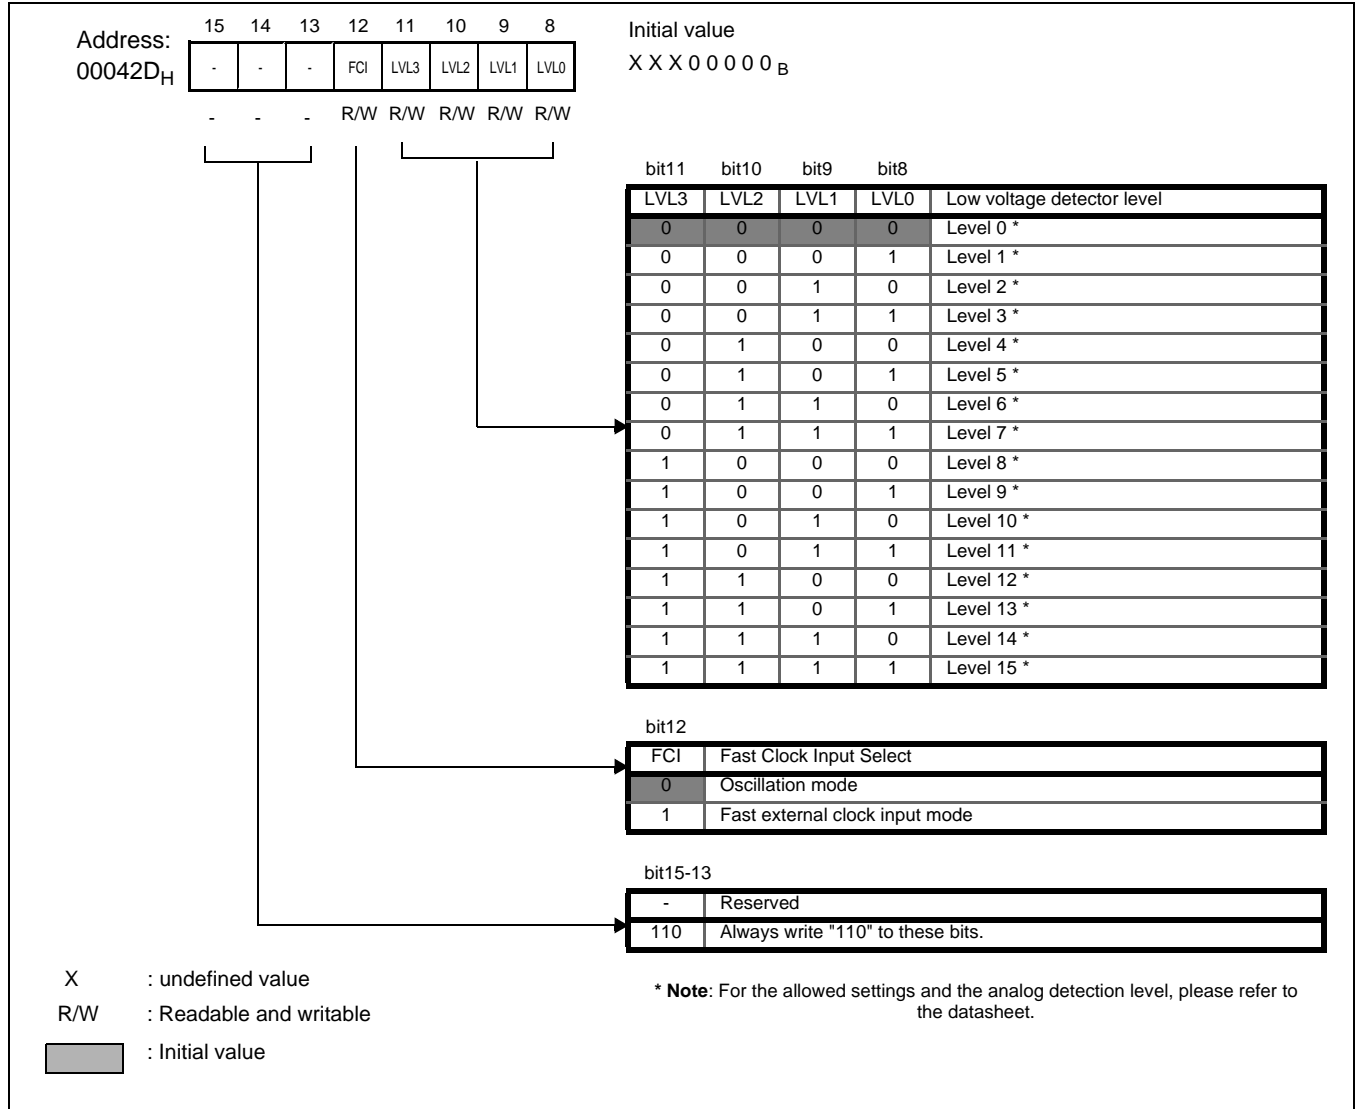 15 14 13 12 11 10 9 8
Address:
00042DH
- - - FCI LVL3 LVL2 LVL1 LVL0
- - - R/W R/W R/W R/W R/W
Initial value
X X X 0 0 0 0 0 B
bit11 bit10 bit9 bit8
LVL3 LVL2 LVL1 LVL0 Low voltage detector level
0 0 0 0 Level 0 *
0 0 0 1 Level 1 *
0 0 1 0 Level 2 *
0 0 1 1 Level 3 *
0 1 0 0 Level 4 *
0 1 0 1 Level 5 *
0 1 1 0 Level 6 *
0 1 1 1 Level 7 *
1 0 0 0 Level 8 *
1 0 0 1 Level 9 *
1 0 1 0 Level 10 *
1 0 1 1 Level 11 *
1 1 0 0 Level 12 *
1 1 0 1 Level 13 *
1 1 1 0 Level 14 *
1 1 1 1 Level 15 *
bit12
FCI Fast Clock Input Select
0 Oscillation mode
1 Fast external clock input mode
bit15-13
- Reserved
110 Always write "110" to these bits.
* Note: For the allowed settings and the analog detection level, please refer to
the datasheet.
X : undefined value
R/W : Readable and writable
: Initial value